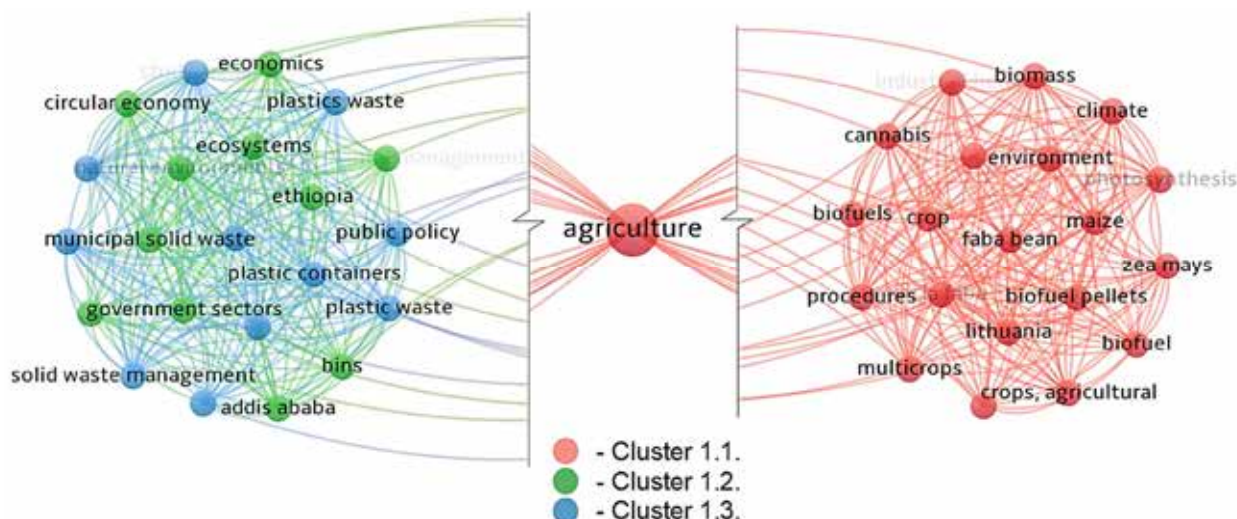 economics
circular economy
plastics waste
ecosystems
management
ethiopia
municipal solid waste
public policy
plastic containers
government sectors
plastic waste
bins
solid waste management
addis ababa
agriculture
biomass
climate
cannabis
environment
photosynthesis
biofuels
crop
maize
faba bean
zea mays
procedures
biofuel pellets
lithuania
biofuel
multicrops
crops, agricultural
- Cluster 1.1.
- Cluster 1.2.
- Cluster 1.3.